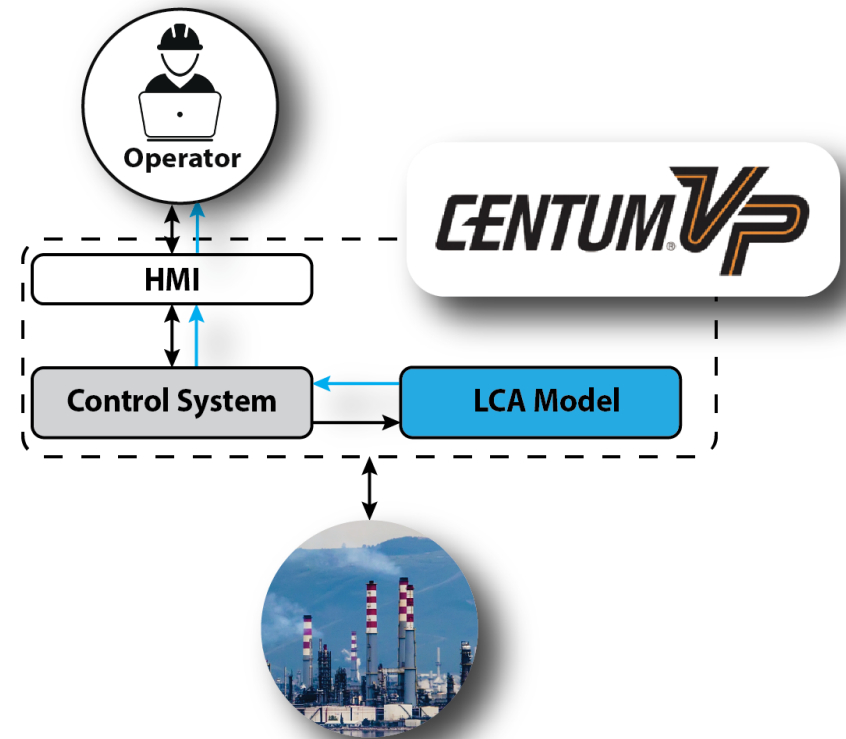 Operator
CENTUM VP
®
HMI
Control System
LCA Model